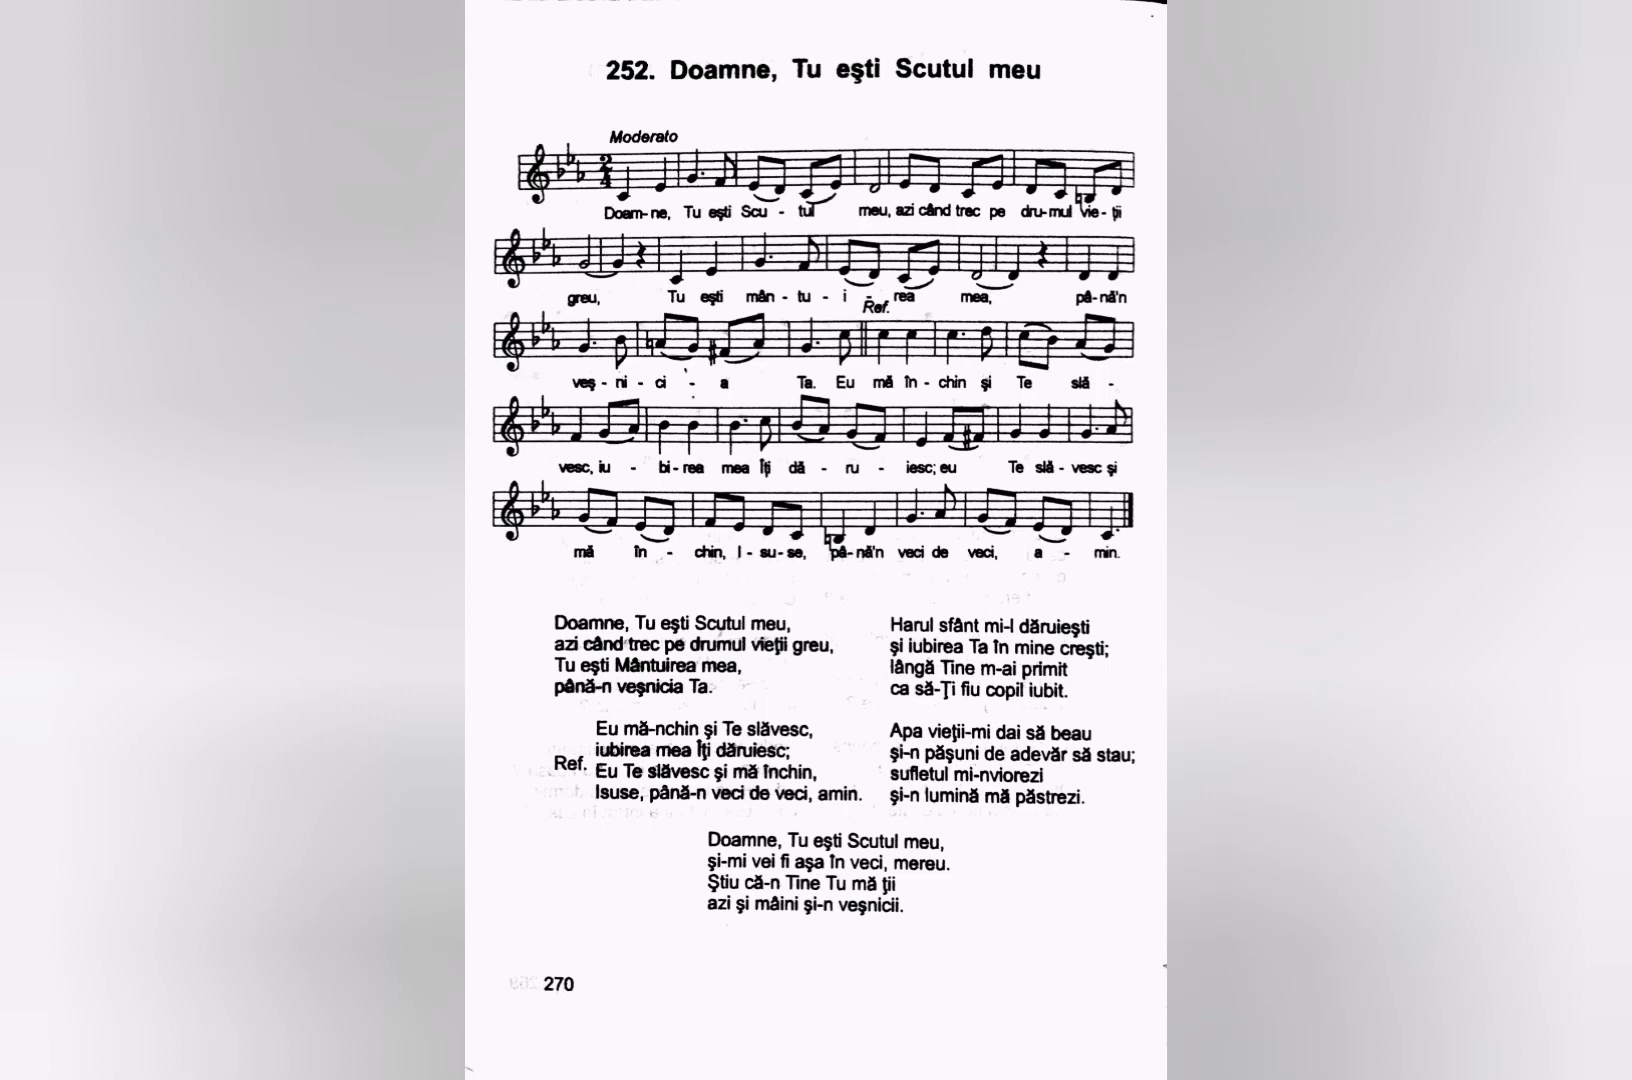 252. Doamne, Tu eşti Scutul meu
Moderato
2
4
Doam-ne, Tu eşti Scu - tul meu, azi când trec pe dru-mul vie-ţii
greu, Tu eşti mân - tu - i - rea mea, pâ-nă'n
Ref.
veş - ni - ci - a Ta. Eu mă în - chin şi Te slă -
vesc, iu - bi - rea mea Îţi dă - ru - iesc; eu Te slă - vesc şi
mă în - chin, I - su - se, pâ-nă'n veci de veci, a - min.
Doamne, Tu eşti Scutul meu,
azi când trec pe drumul vieţii greu,
Tu eşti Mântuirea mea,
până-n veşnicia Ta.
Eu mă-nchin şi Te slăvesc,
iubirea mea Îţi dăruiesc;
Ref.
Eu Te slăvesc şi mă închin,
Isuse, până-n veci de veci, amin.
Harul sfânt mi-l dăruieşti
şi iubirea Ta în mine creşti;
lângă Tine m-ai primit
ca să-Ţi fiu copil iubit.
Apa vieţii-mi dai să beau
şi-n păşuni de adevăr să stau;
sufletul mi-nviorezi
şi-n lumină mă păstrezi.
Doamne, Tu eşti Scutul meu,
şi-mi vei fi aşa în veci, mereu.
Ştiu că-n Tine Tu mă ţii
azi şi mâini şi-n veşnicii.
270